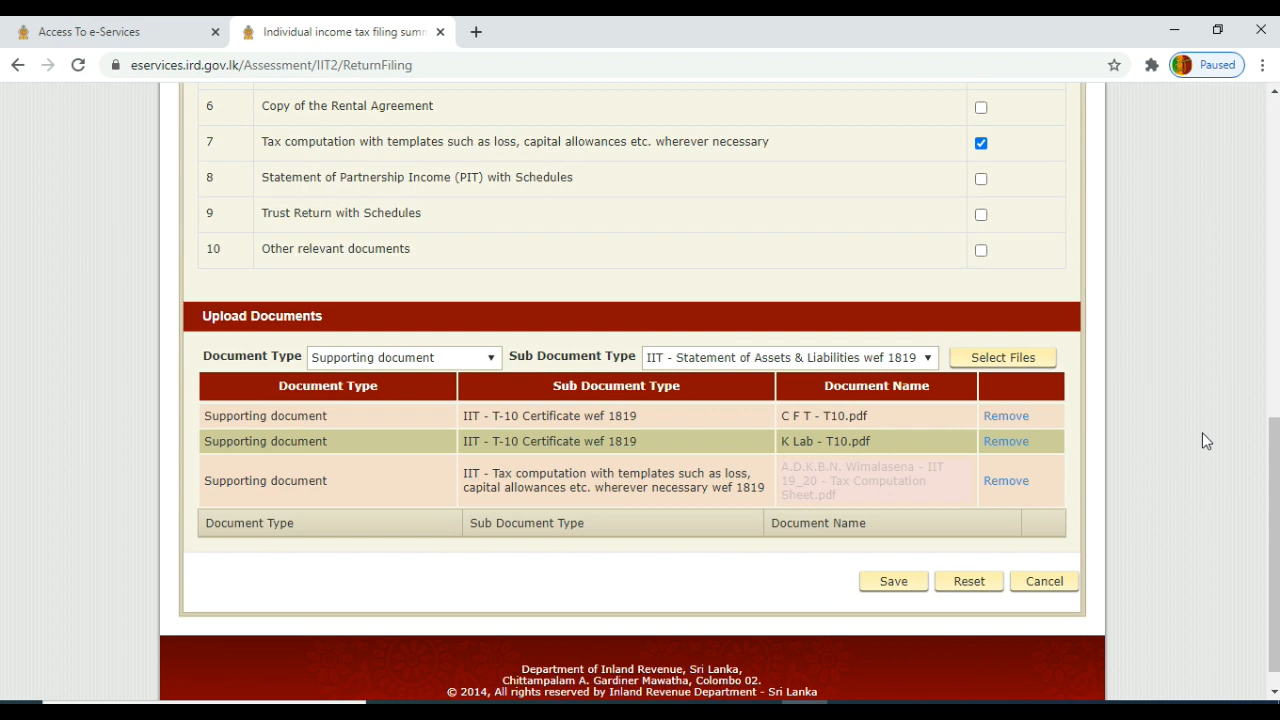 Access To e-Services
Individual income tax filing sumn
eservices.ird.gov.lk/Assessment/IIT2/ReturnFiling
Paused
6 Copy of the Rental Agreement
7 Tax computation with templates such as loss, capital allowances etc. wherever necessary
8 Statement of Partnership Income (PIT) with Schedules
9 Trust Return with Schedules
10 Other relevant documents
Upload Documents
Document Type Supporting document Sub Document Type IIT - Statement of Assets & Liabilities wef 1819 Select Files
Document Type Sub Document Type Document Name
Supporting document IIT - T-10 Certificate wef 1819 C F T - T10.pdf Remove
Supporting document IIT - T-10 Certificate wef 1819 K Lab - T10.pdf Remove
Supporting document
IIT - Tax computation with templates such as loss,
capital allowances etc. wherever necessary wef 1819
A.D.K.B.N. Wimalasena - IIT
19_20 - Tax Computation
Sheet.pdf
Remove
Document Type Sub Document Type Document Name
Save Reset Cancel
Department of Inland Revenue, Sri Lanka,
Chittampalam A. Gardiner Mawatha, Colombo 02.
© 2014, All rights reserved by Inland Revenue Department - Sri Lanka